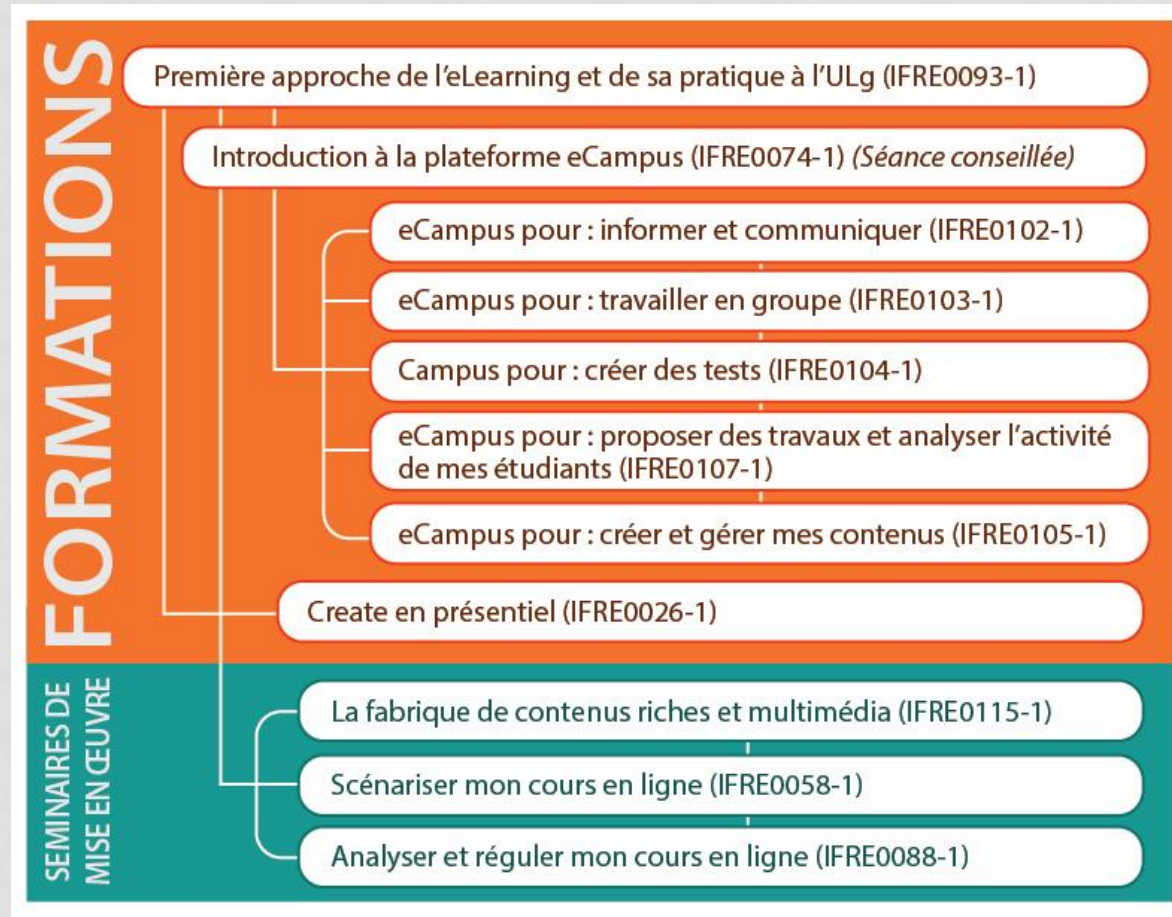 FORMATIONS
Première approche de l'eLearning et de sa pratique à l'ULg (IFRE0093-1)
Introduction à la plateforme eCampus (IFRE0074-1) (Séance conseillée)
eCampus pour : informer et communiquer (IFRE0102-1)
eCampus pour : travailler en groupe (IFRE0103-1)
Campus pour : créer des tests (IFRE0104-1)
eCampus pour : proposer des travaux et analyser l'activité
de mes étudiants (IFRE0107-1)
eCampus pour : créer et gérer mes contenus (IFRE0105-1)
Create en présentiel (IFRE0026-1)
SEMINAIRES DE
MISE EN ŒUVRE
La fabrique de contenus riches et multimédia (IFRE0115-1)
Scénariser mon cours en ligne (IFRE0058-1)
Analyser et réguler mon cours en ligne (IFRE0088-1)